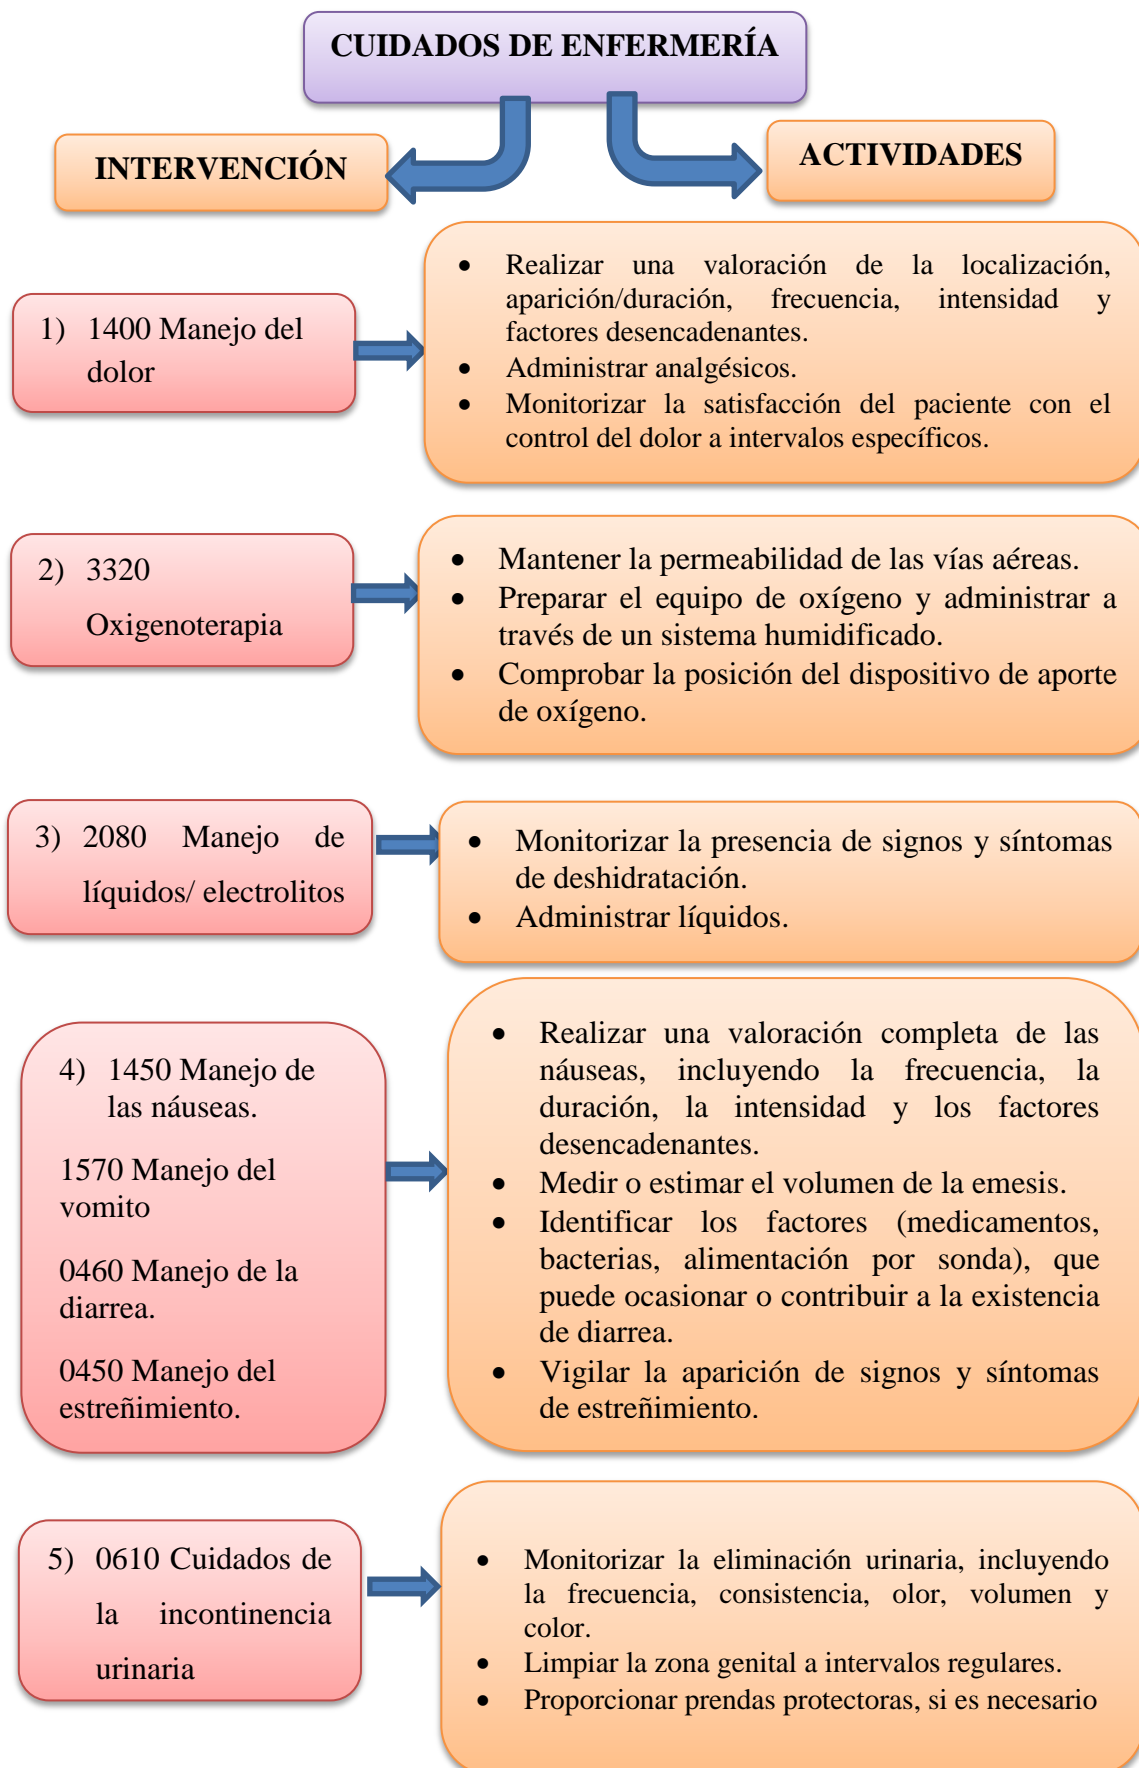 CUIDADOS DE ENFERMERÍA
INTERVENCIÓN
ACTIVIDADES
1) 1400 Manejo del
dolor
• Realizar una valoración de la localización,
aparición/duración, frecuencia, intensidad y
factores desencadenantes.
• Administrar analgésicos.
• Monitorizar la satisfacción del paciente con el
control del dolor a intervalos específicos.
2) 3320
Oxigenoterapia
• Mantener la permeabilidad de las vías aéreas.
• Preparar el equipo de oxígeno y administrar a
través de un sistema humidificado.
• Comprobar la posición del dispositivo de aporte
de oxígeno.
3) 2080 Manejo de
líquidos/ electrolitos
• Monitorizar la presencia de signos y síntomas
de deshidratación.
• Administrar líquidos.
4) 1450 Manejo de
las náuseas.
1570 Manejo del
vomito
0460 Manejo de la
diarrea.
0450 Manejo del
estreñimiento.
• Realizar una valoración completa de las
náuseas, incluyendo la frecuencia, la
duración, la intensidad y los factores
desencadenantes.
• Medir o estimar el volumen de la emesis.
• Identificar los factores (medicamentos,
bacterias, alimentación por sonda), que
puede ocasionar o contribuir a la existencia
de diarrea.
• Vigilar la aparición de signos y síntomas
de estreñimiento.
5) 0610 Cuidados de
la incontinencia
urinaria
• Monitorizar la eliminación urinaria, incluyendo
la frecuencia, consistencia, olor, volumen y
color.
• Limpiar la zona genital a intervalos regulares.
• Proporcionar prendas protectoras, si es necesario